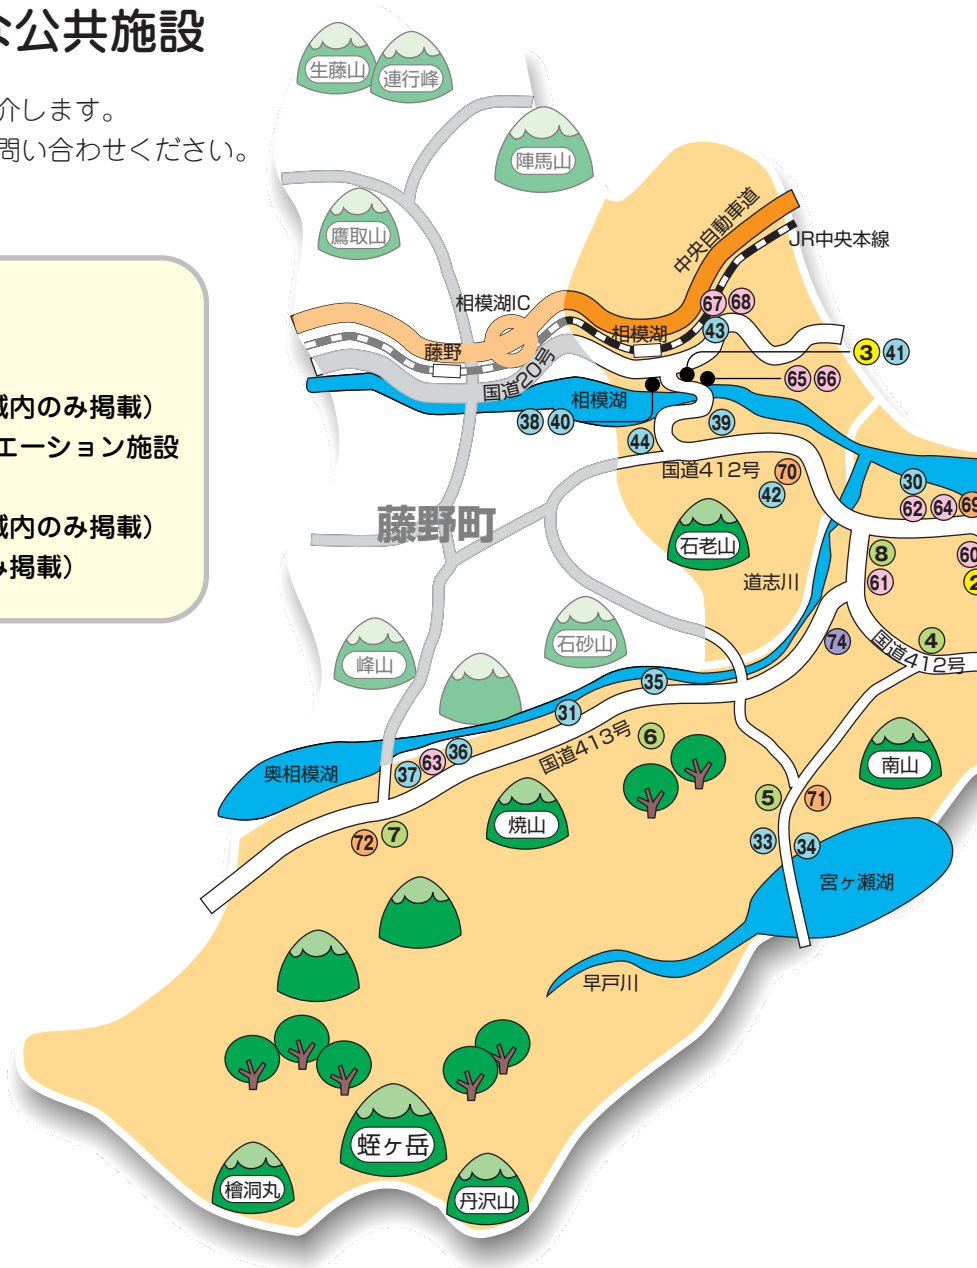 な公共施設
介します。
問い合わせください。
域内のみ掲載）
エーション施設
域内のみ掲載）
み掲載）
生藤山
連行峰
陣馬山
鷹取山
中央自動車道
JR中央本線
相模湖IC
67 68
43
相模湖
藤野
3 41
国道20号
65 66
相模湖
38 40
39
44
国道412号
70
42
30
62 64 69
藤野町
石老山
8
60
道志川
61
2
石砂山
74
国道412号
4
峰山
35
31
国道413号
6
36
63
37
奥相模湖
南山
5
71
焼山
72 7
33 34
宮ヶ瀬湖
早戸川
蛭ヶ岳
檜洞丸
丹沢山